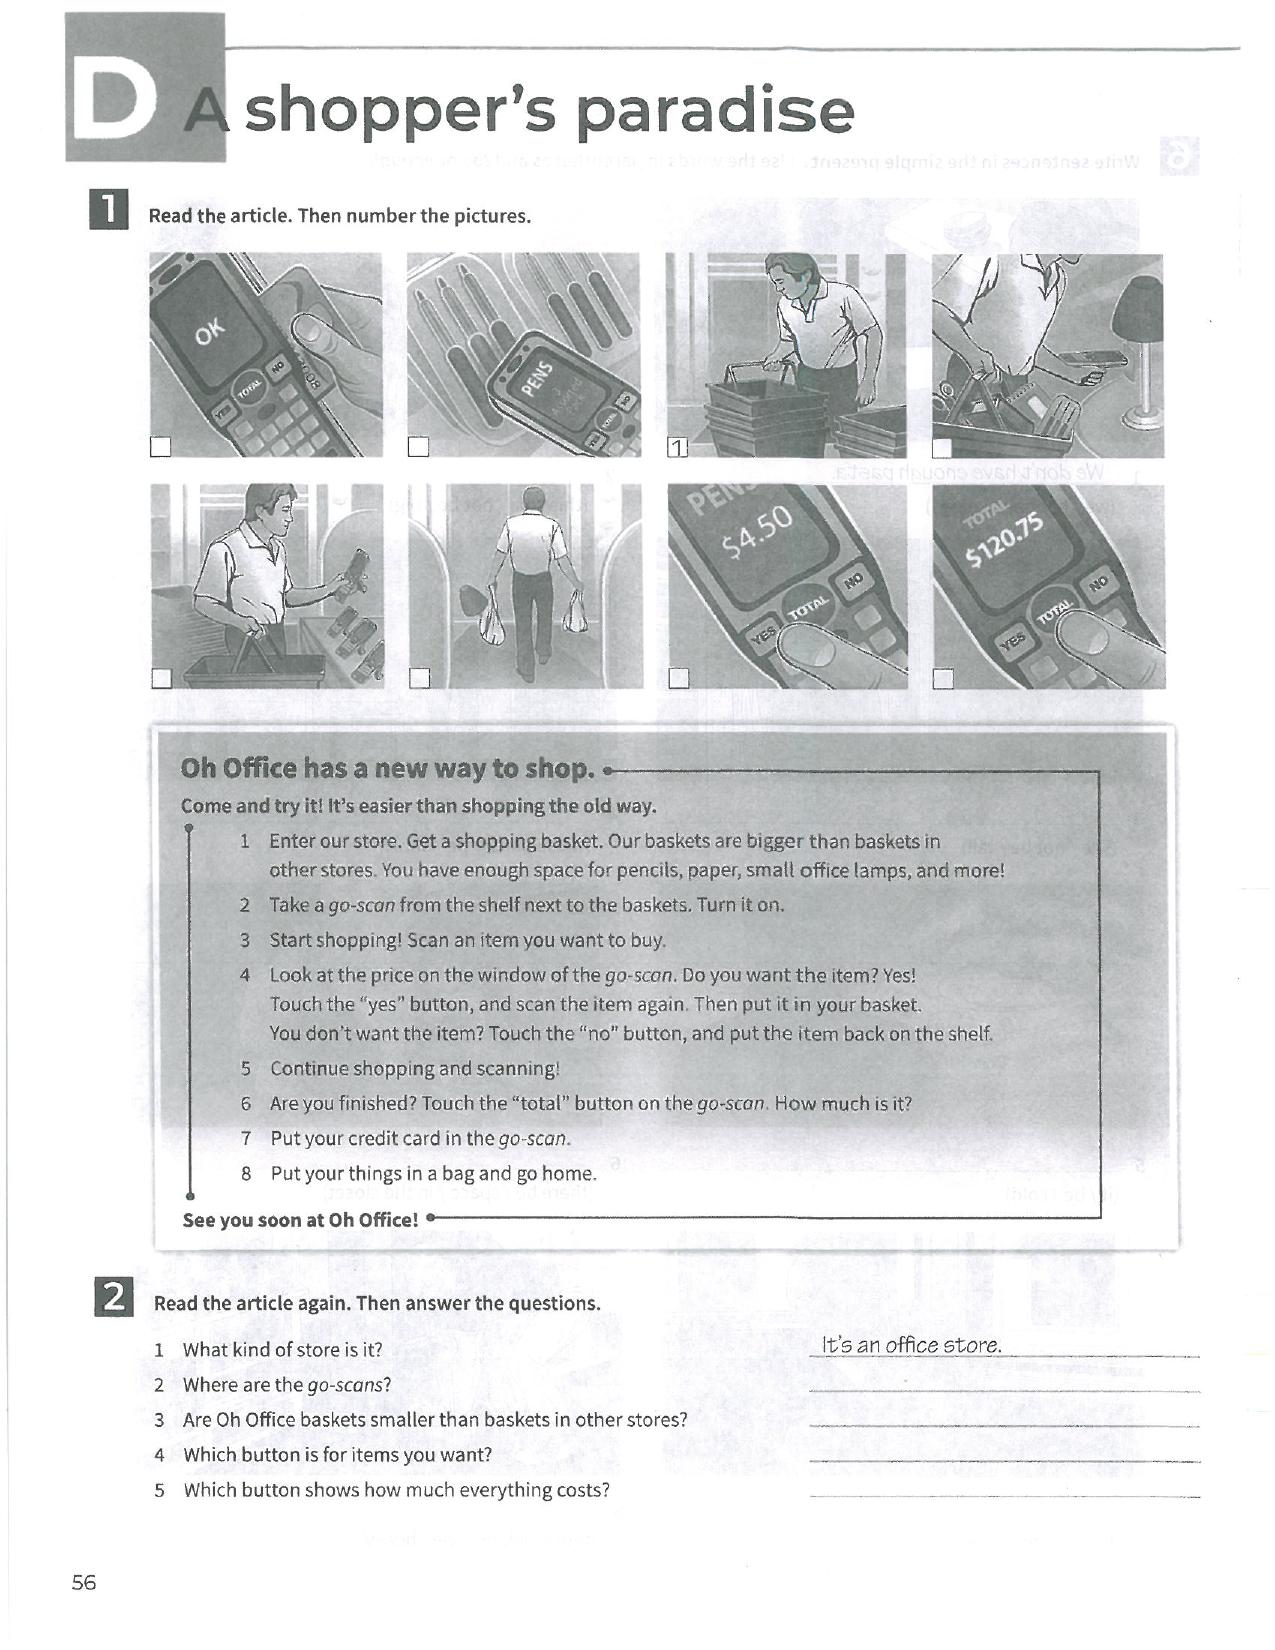 D A shopper's paradise
1 Read the article. Then number the pictures.
OK
NO
TOTAL
YES
PENS
NO
TOTAL
YES
1
PENS
$4.50
NO
TOTAL
YES
TOTAL
$120.75
NO
TOTAL
YES
Oh Office has a new way to shop.
Come and try it! It's easier than shopping the old way.
1 Enter our store. Get a shopping basket. Our baskets are bigger than baskets in
other stores. You have enough space for pencils, paper, small office lamps, and more!
2 Take a go-scan from the shelf next to the baskets. Turn it on.
3 Start shopping! Scan an item you want to buy.
4 Look at the price on the window of the go-scan. Do you want the item? Yes!
Touch the "yes" button, and scan the item again. Then put it in your basket.
You don't want the item? Touch the "no" button, and put the item back on the shelf.
5 Continue shopping and scanning!
6 Are you finished? Touch the "total" button on the go-scan. How much is it?
7 Put your credit card in the go-scan.
8 Put your things in a bag and go home.
See you soon at Oh Office!
2 Read the article again. Then answer the questions.
1 What kind of store is it? It's an office store.
2 Where are the go-scans?
3 Are Oh Office baskets smaller than baskets in other stores?
4 Which button is for items you want?
5 Which button shows how much everything costs?
56